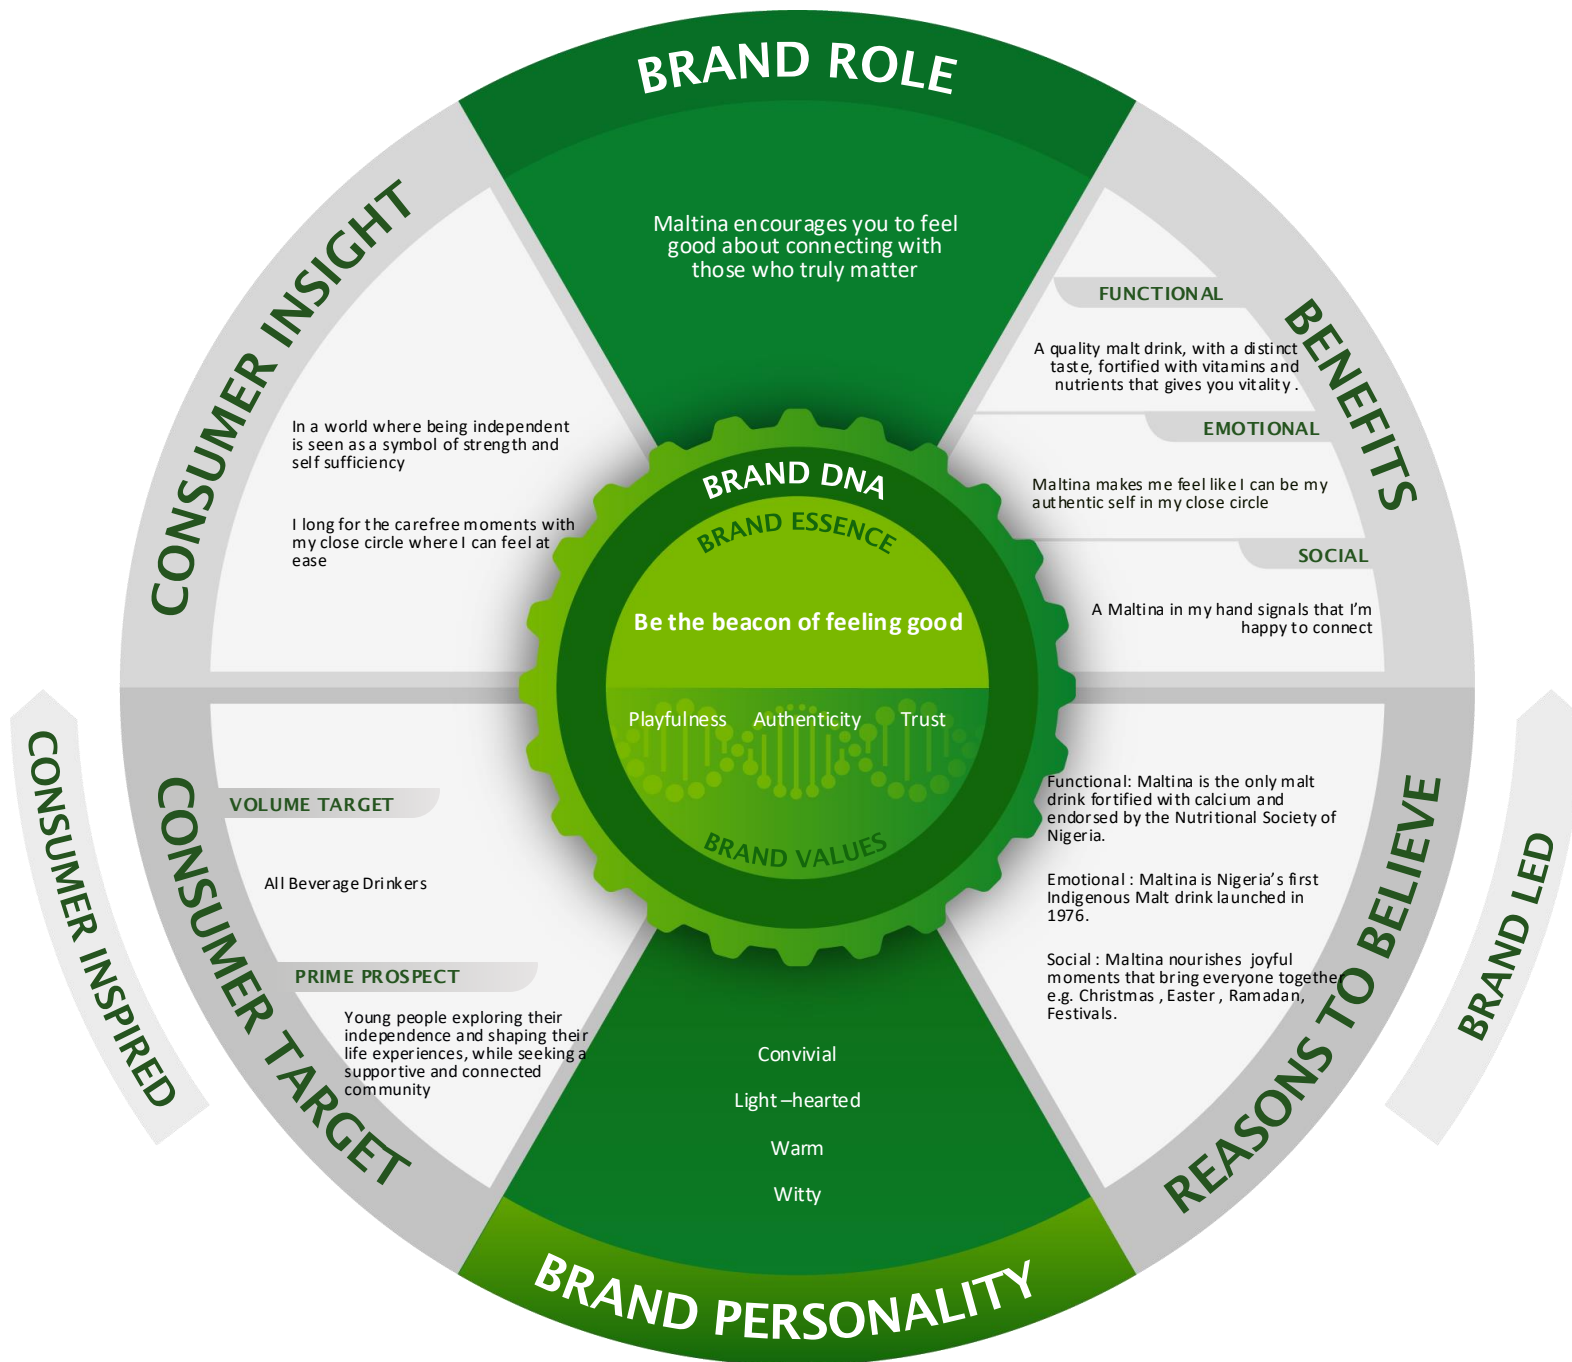 BRAND ROLE
Maltina encourages you to feel
good about connecting with
those who truly matter
CONSUMER INSIGHT
In a world where being independent
is seen as a symbol of strength and
self sufficiency
I long for the carefree moments with
my close circle where I can feel at
ease
BENEFITS
FUNCTIONAL
A quality malt drink, with a distinct
taste, fortified with vitamins and
nutrients that gives you vitality .
EMOTIONAL
Maltina makes me feel like I can be my
authentic self in my close circle
SOCIAL
A Maltina in my hand signals that I’m
happy to connect
BRAND DNA
BRAND ESSENCE
Be the beacon of feeling good
Playfulness Authenticity Trust
BRAND VALUES
CONSUMER INSPIRED
CONSUMER TARGET
VOLUME TARGET
All Beverage Drinkers
PRIME PROSPECT
Young people exploring their
independence and shaping their
life experiences, while seeking a
supportive and connected
community
REASONS TO BELIEVE
Functional: Maltina is the only malt
drink fortified with calcium and
endorsed by the Nutritional Society of
Nigeria.
Emotional : Maltina is Nigeria’s first
Indigenous Malt drink launched in
1976.
Social : Maltina nourishes joyful
moments that bring everyone together
e.g. Christmas , Easter , Ramadan,
Festivals.
BRAND LED
Convivial
Light –hearted
Warm
Witty
BRAND PERSONALITY